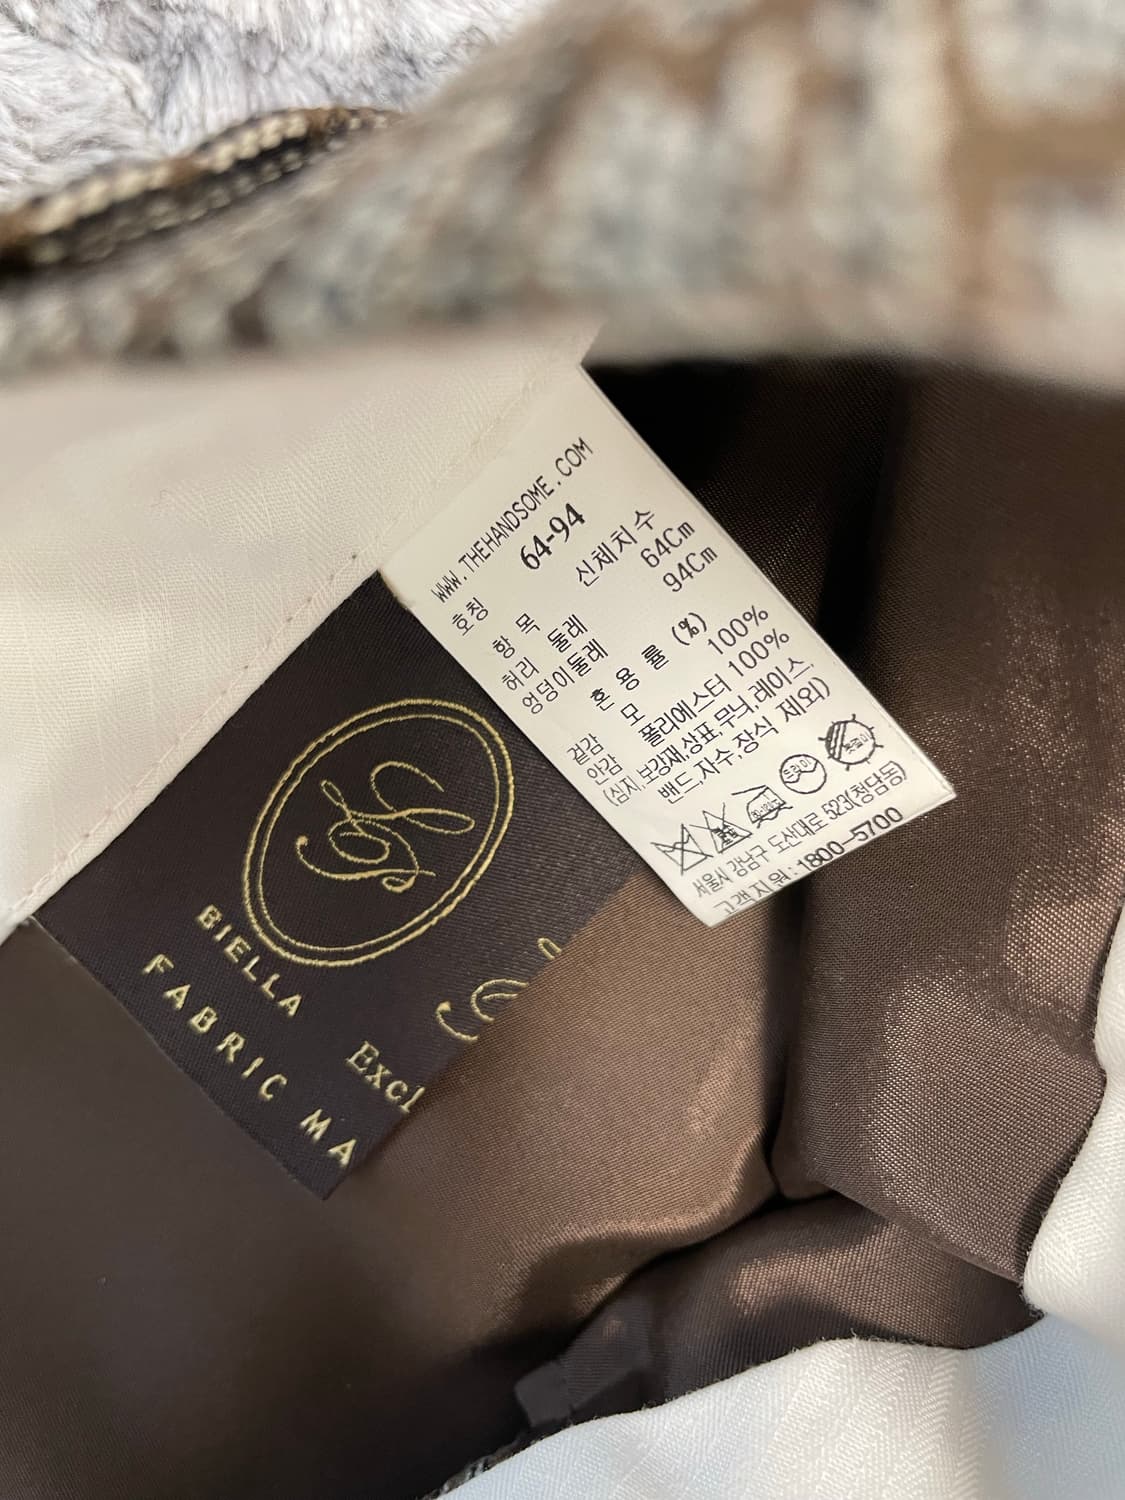 WWW.THEHANDSOME.COM
호칭 64-94
항 목 신체치수
허리 둘레 64Cm
엉덩이둘레 94Cm
혼 용 률 (%)
겉감 모 100%
안감 폴리에스터 100%
(심지,보강재,상표,무늬,레이스,
밴드,자수,장식 제외)
드라이
서울시 강남구 도산대로 523(청담동)
고객지원:1800-5700
BIELLA
FABRIC MA
Excl